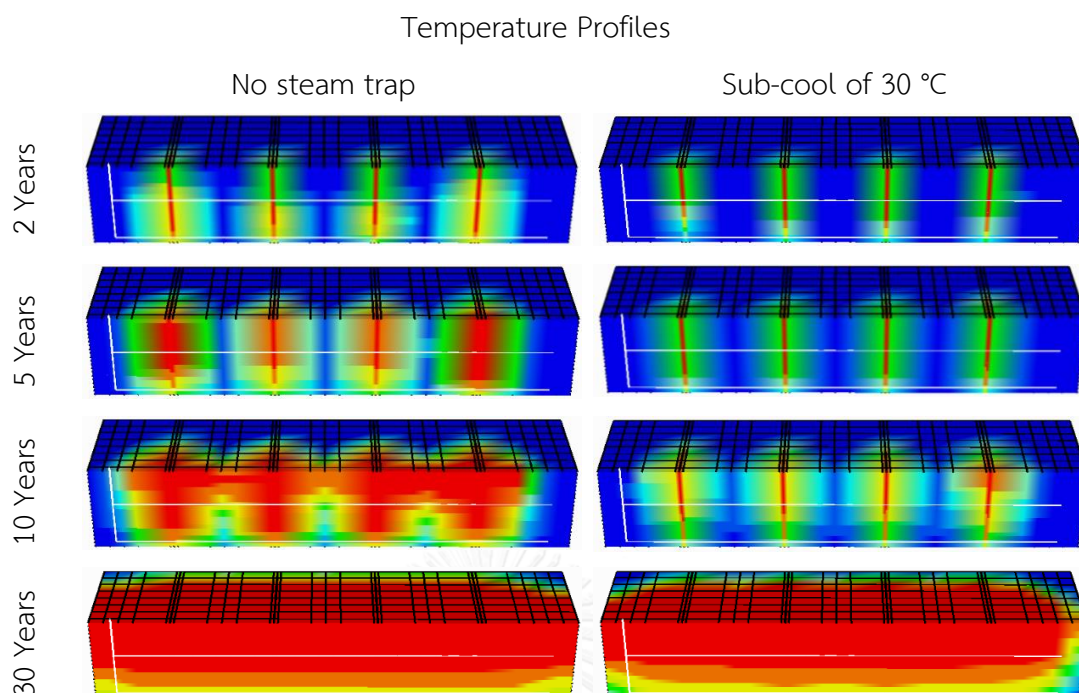 Temperature Profiles
No steam trap
Sub-cool of 30 °C
2 Years
5 Years
10 Years
30 Years